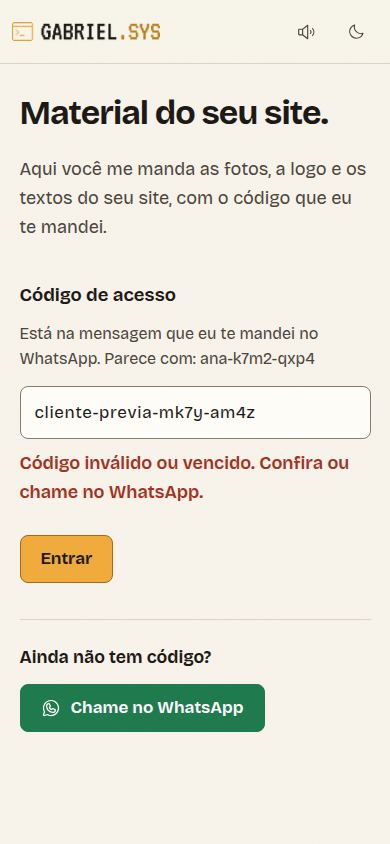 GABRIEL.SYS
Material do seu site.
Aqui você me manda as fotos, a logo e os
textos do seu site, com o código que eu
te mandei.
Código de acesso
Está na mensagem que eu te mandei no
WhatsApp. Parece com: ana-k7m2-qxp4
cliente-previa-mk7y-am4z
Código inválido ou vencido. Confira ou
chame no WhatsApp.
Entrar
Ainda não tem código?
Chame no WhatsApp